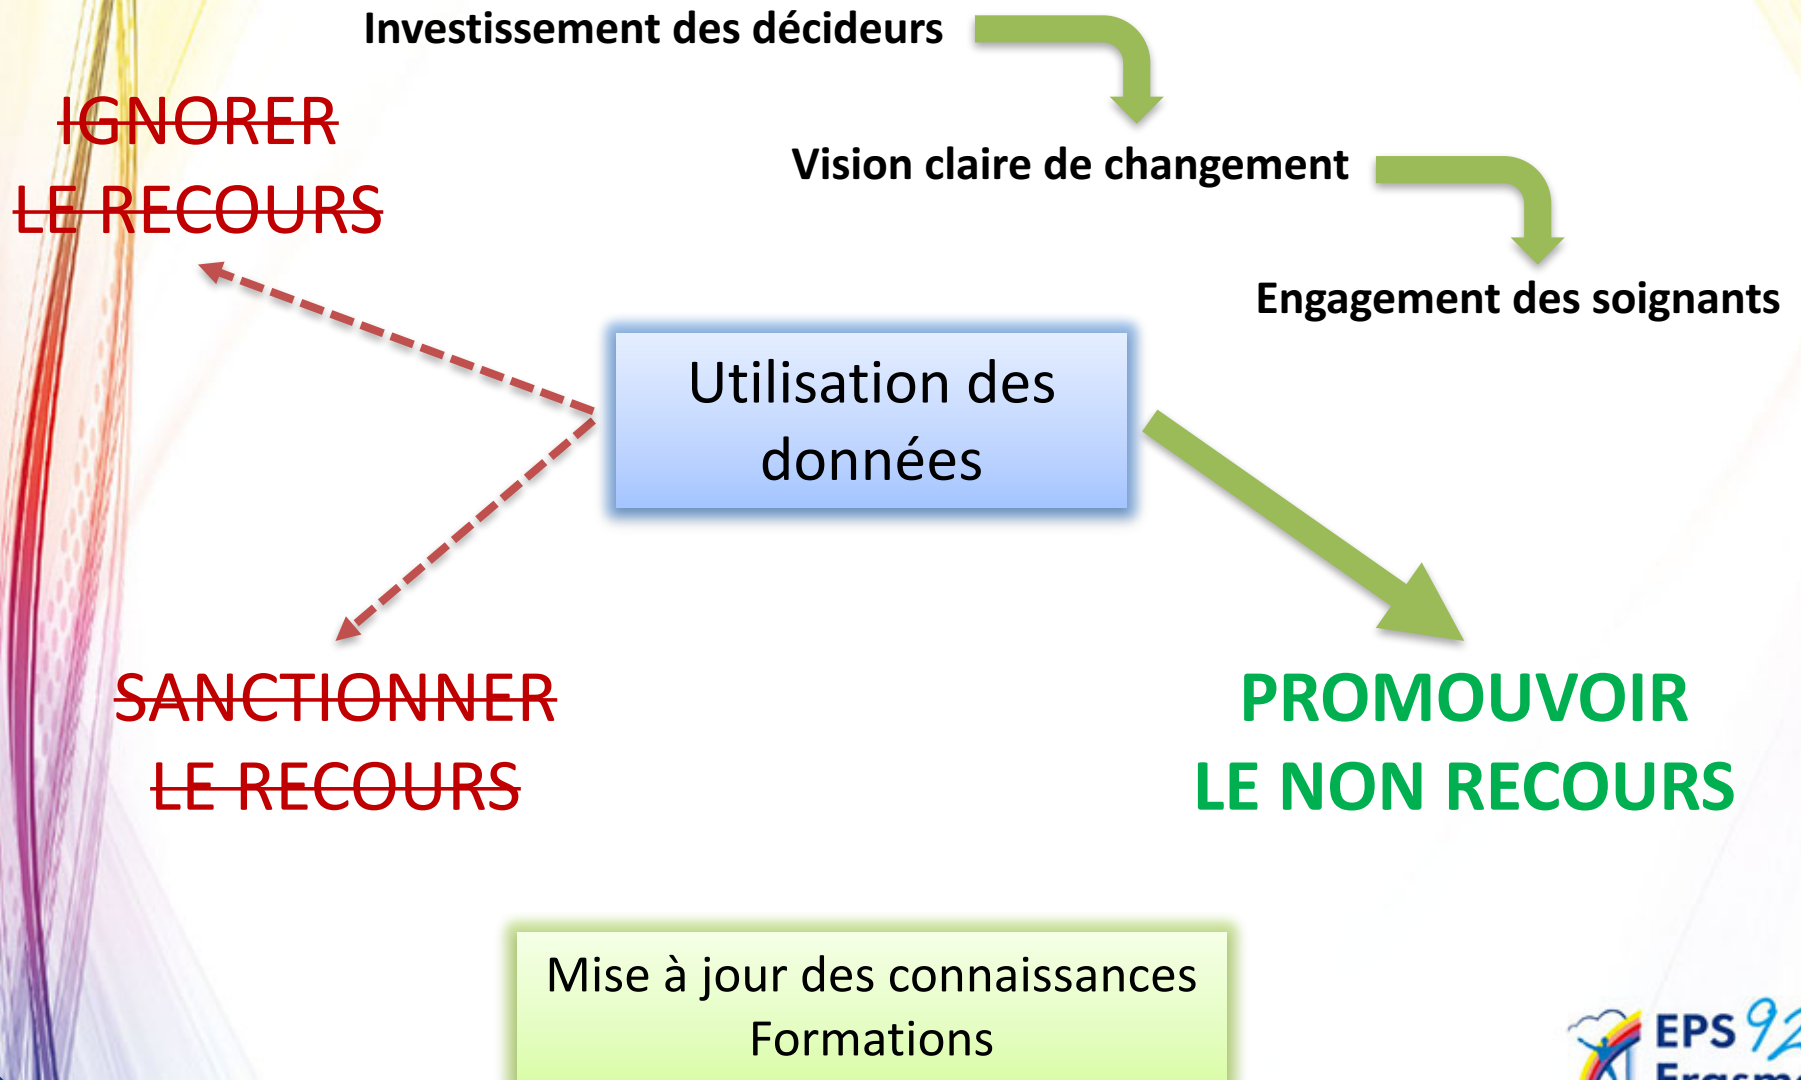 Investissement des décideurs
IGNORER
LE RECOURS
Vision claire de changement
Engagement des soignants
Utilisation des
données
SANCTIONNER
LE RECOURS
PROMOUVOIR
LE NON RECOURS
Mise à jour des connaissances
Formations
EPS 92